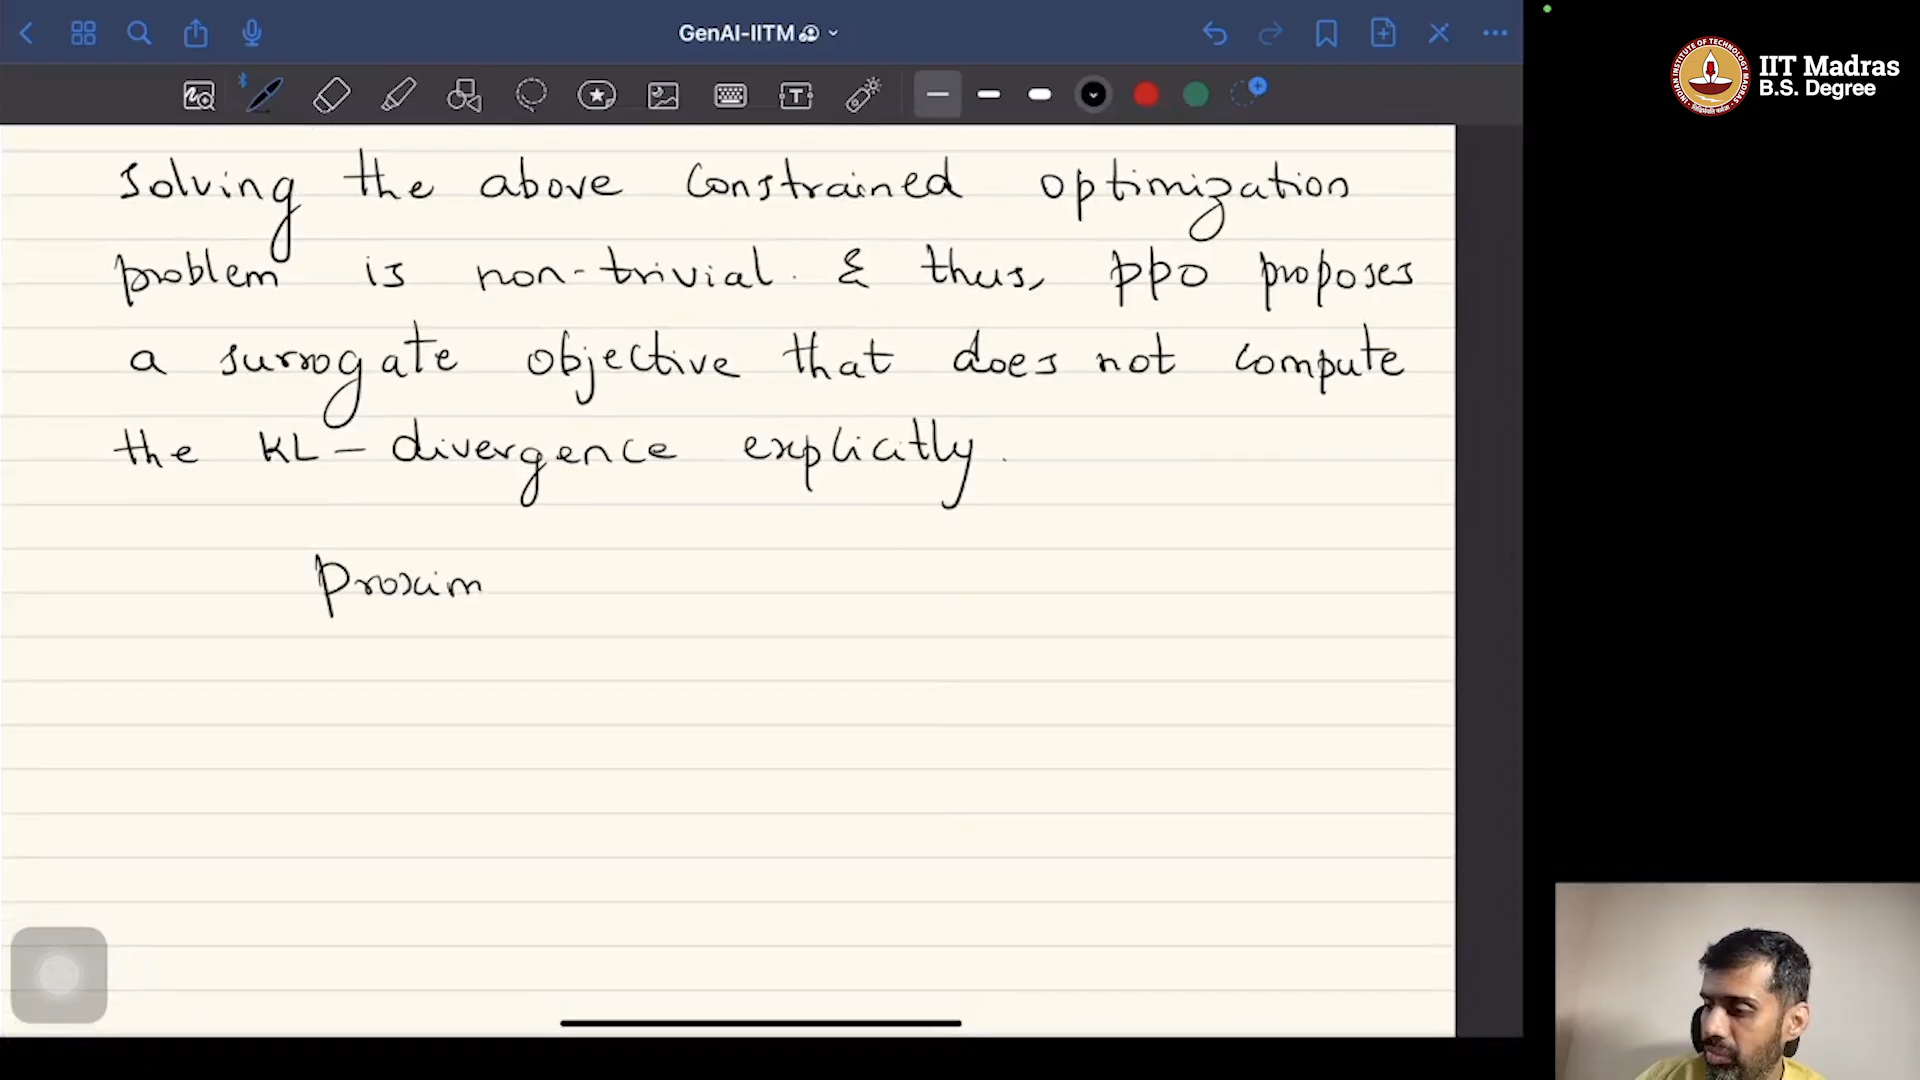 GenAI-IITM
IIT Madras
B.S. Degree
solving the above constrained optimization
problem is non-trivial. & thus, PPO proposes
a surrogate objective that does not compute
the KL-divergence explicitly.
Proxim